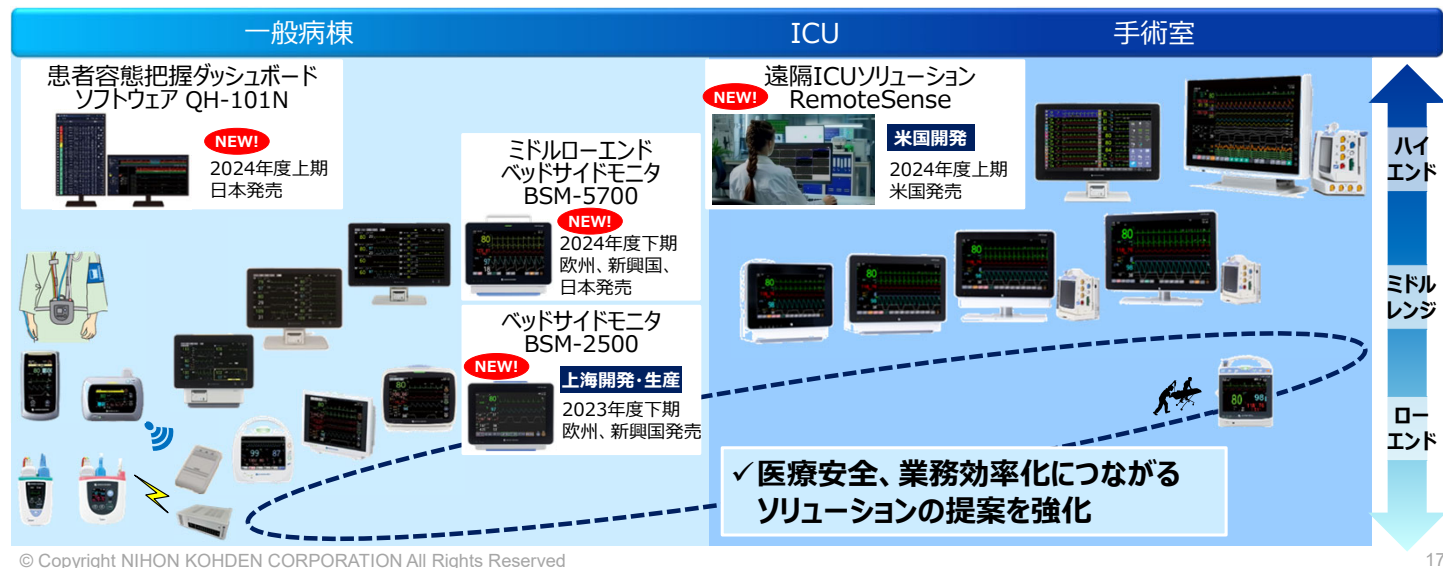 一般病棟
ICU
手術室
患者容態把握ダッシュボード
ソフトウェア QH-101N
NEW!
2024年度上期
日本発売
ミドルローエンド
ベッドサイドモニタ
BSM-5700
NEW!
2024年度下期
欧州、新興国、
日本発売
ベッドサイドモニタ
BSM-2500
NEW!
上海開発・生産
2023年度下期
欧州、新興国発売
遠隔ICUソリューション
RemoteSense
NEW!
米国開発
2024年度上期
米国発売
ハイ
エンド
ミドル
レンジ
ロー
エンド
✓医療安全、業務効率化につながる
ソリューションの提案を強化
© Copyright NIHON KOHDEN CORPORATION All Rights Reserved
17